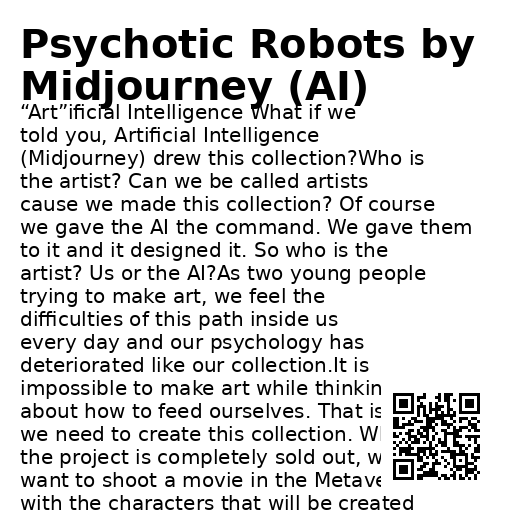 Psychotic Robots by
Midjourney (AI)
“Art”ificial Intelligence What if we
told you, Artificial Intelligence
(Midjourney) drew this collection?Who is
the artist? Can we be called artists
cause we made this collection? Of course
we gave the AI the command. We gave them
to it and it designed it. So who is the
artist? Us or the AI?As two young people
trying to make art, we feel the
difficulties of this path inside us
every day and our psychology has
deteriorated like our collection.It is
impossible to make art while
about how to feed ourselves. That is
we need to create this collection.
the project is completely sold out,
want to shoot a movie in the
with the characters that will be created